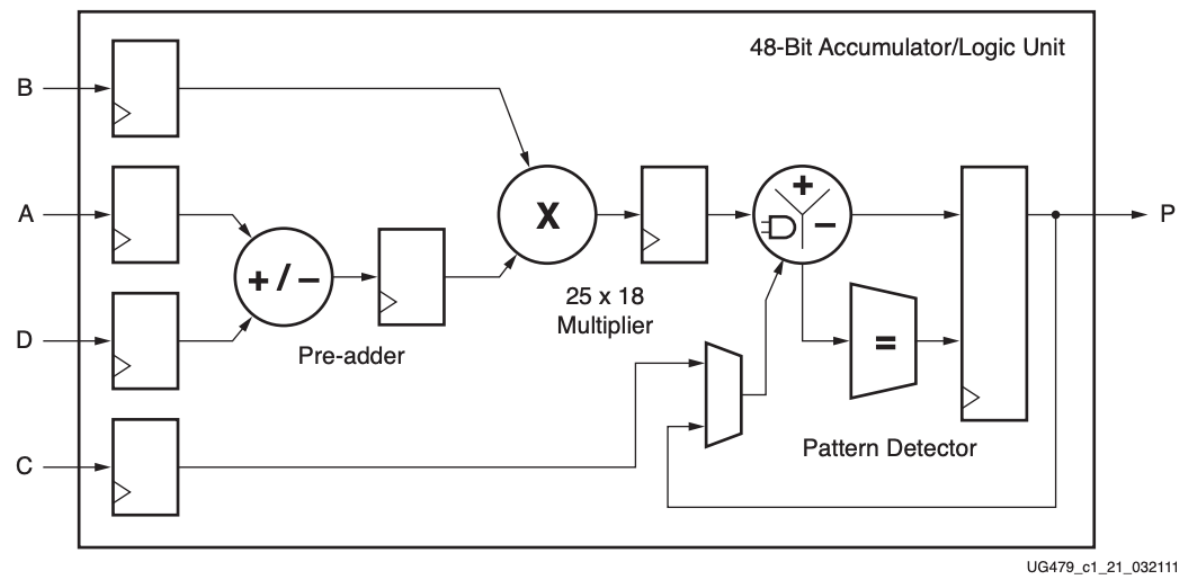 48-Bit Accumulator/Logic Unit
B
A
X
+
−
P
+ / −
D
25 x 18
Multiplier
Pre-adder
=
C
Pattern Detector
UG479_c1_21_032111